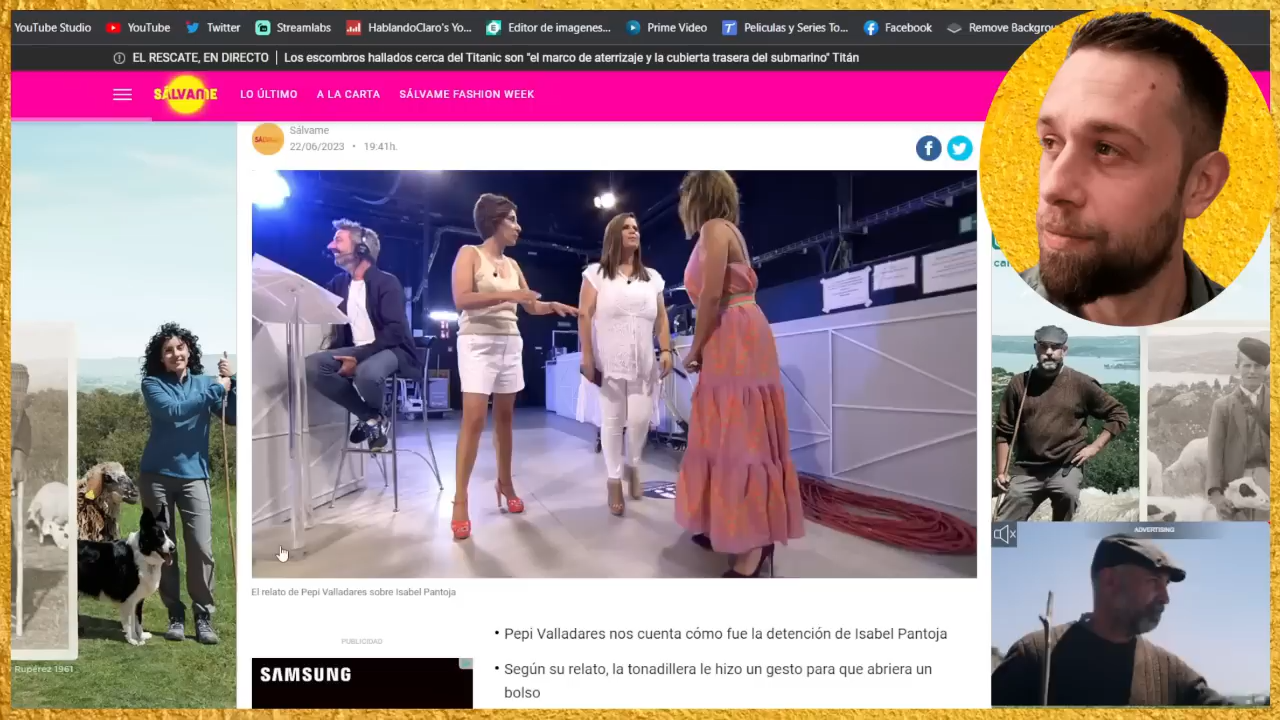 YouTube Studio YouTube Twitter Streamlabs HablandoClaro's Yo... Editor de imagenes... Prime Video Peliculas y Series To... Facebook Remove Backgrou
EL RESCATE, EN DIRECTO | Los escombros hallados cerca del Titanic son "el marco de aterrizaje y la cubierta trasera del submarino" Titán
SÁLVAME LO ÚLTIMO A LA CARTA SÁLVAME FASHION WEEK
Sálvame
22/06/2023 • 19:41h.
ADVERTISING
El relato de Pepi Valladares sobre Isabel Pantoja
PUBLICIDAD
SAMSUNG
• Pepi Valladares nos cuenta cómo fue la detención de Isabel Pantoja
• Según su relato, la tonadillera le hizo un gesto para que abriera un
bolso
Rupérez 1961